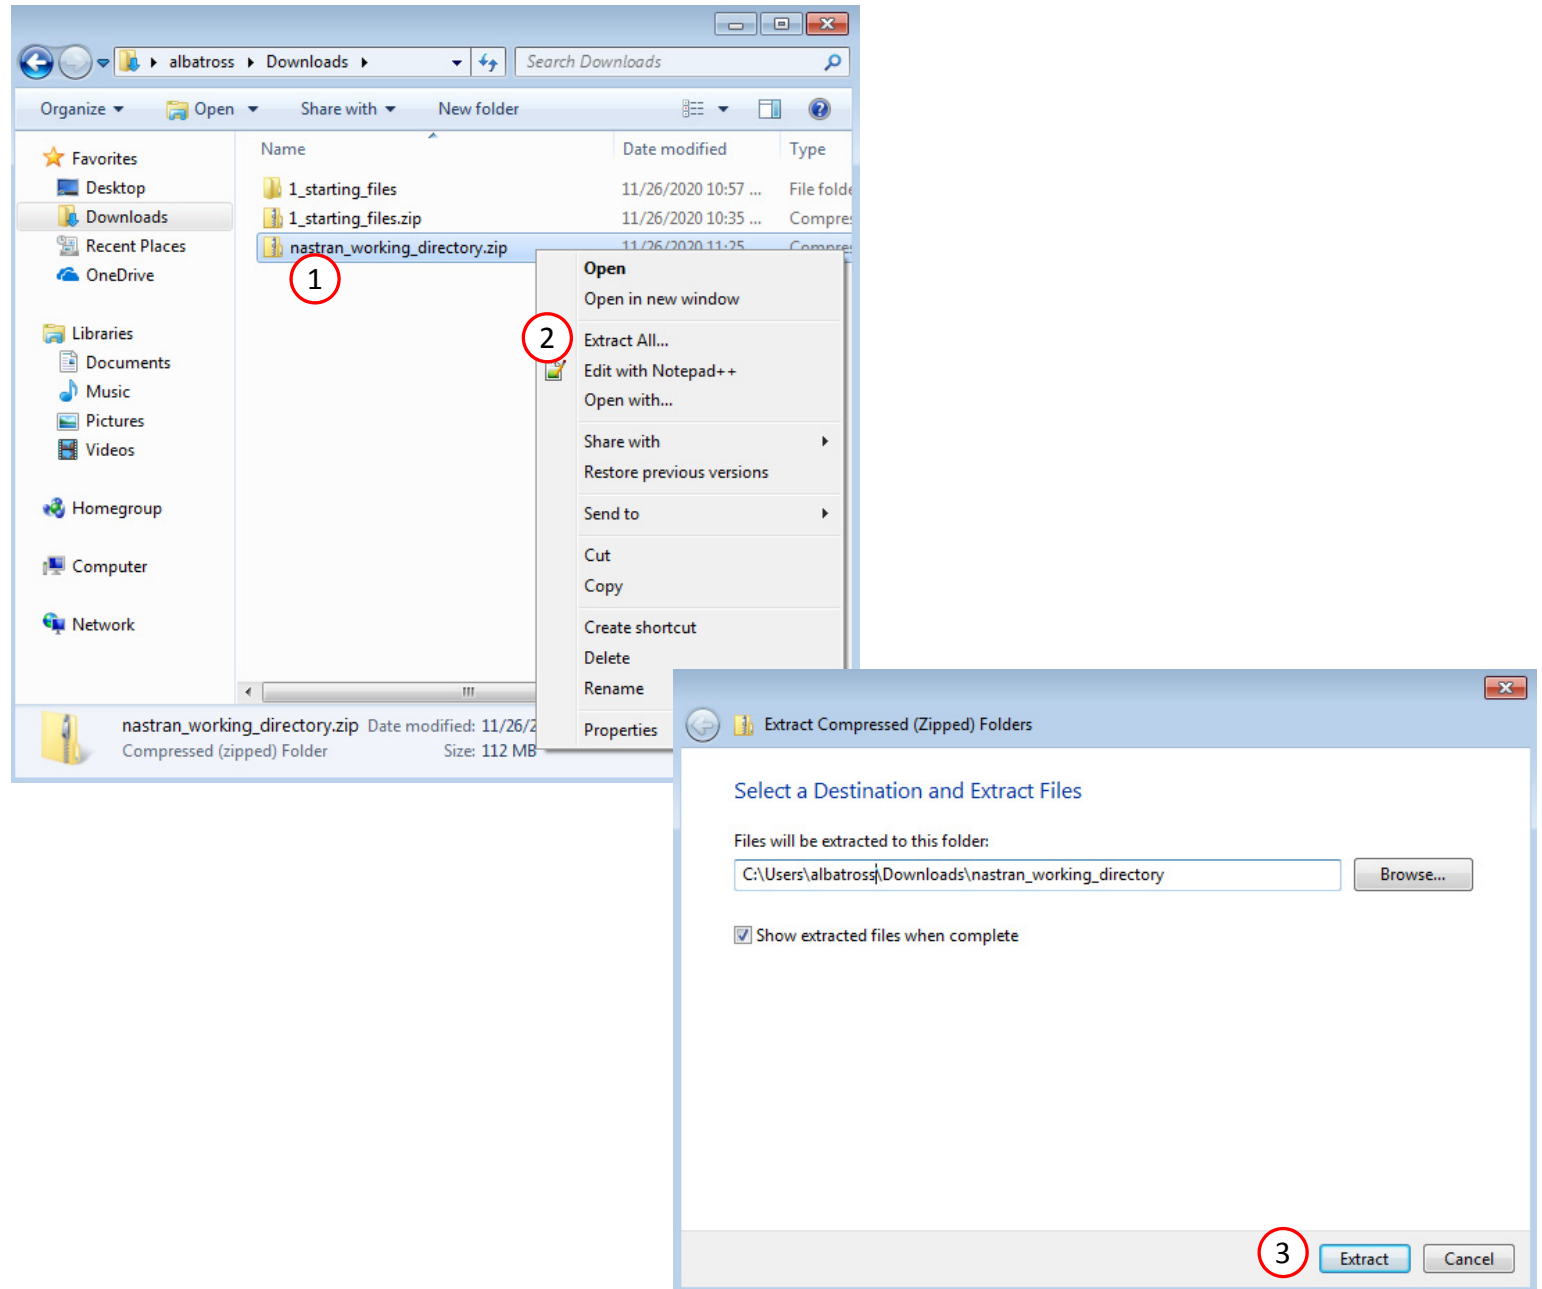 albatross Downloads
Search Downloads
Organize Open Share with New folder
Name Date modified Type
Favorites
Desktop
Downloads
Recent Places
OneDrive
Libraries
Documents
Music
Pictures
Videos
Homegroup
Computer
Network
1_starting_files 11/26/2020 10:57 ... File folde
1_starting_files.zip 11/26/2020 10:35 ... Compres
nastran_working_directory.zip 11/26/2020 11:25 Compres
1
2
Open
Open in new window
Extract All...
Edit with Notepad++
Open with...
Share with
Restore previous versions
Send to
Cut
Copy
Create shortcut
Delete
Rename
Properties
nastran_working_directory.zip Date modified: 11/26/2
Compressed (zipped) Folder Size: 112 MB
Extract Compressed (Zipped) Folders
Select a Destination and Extract Files
Files will be extracted to this folder:
C:\Users\albatross\Downloads\nastran_working_directory
Browse...
Show extracted files when complete
3
Extract
Cancel